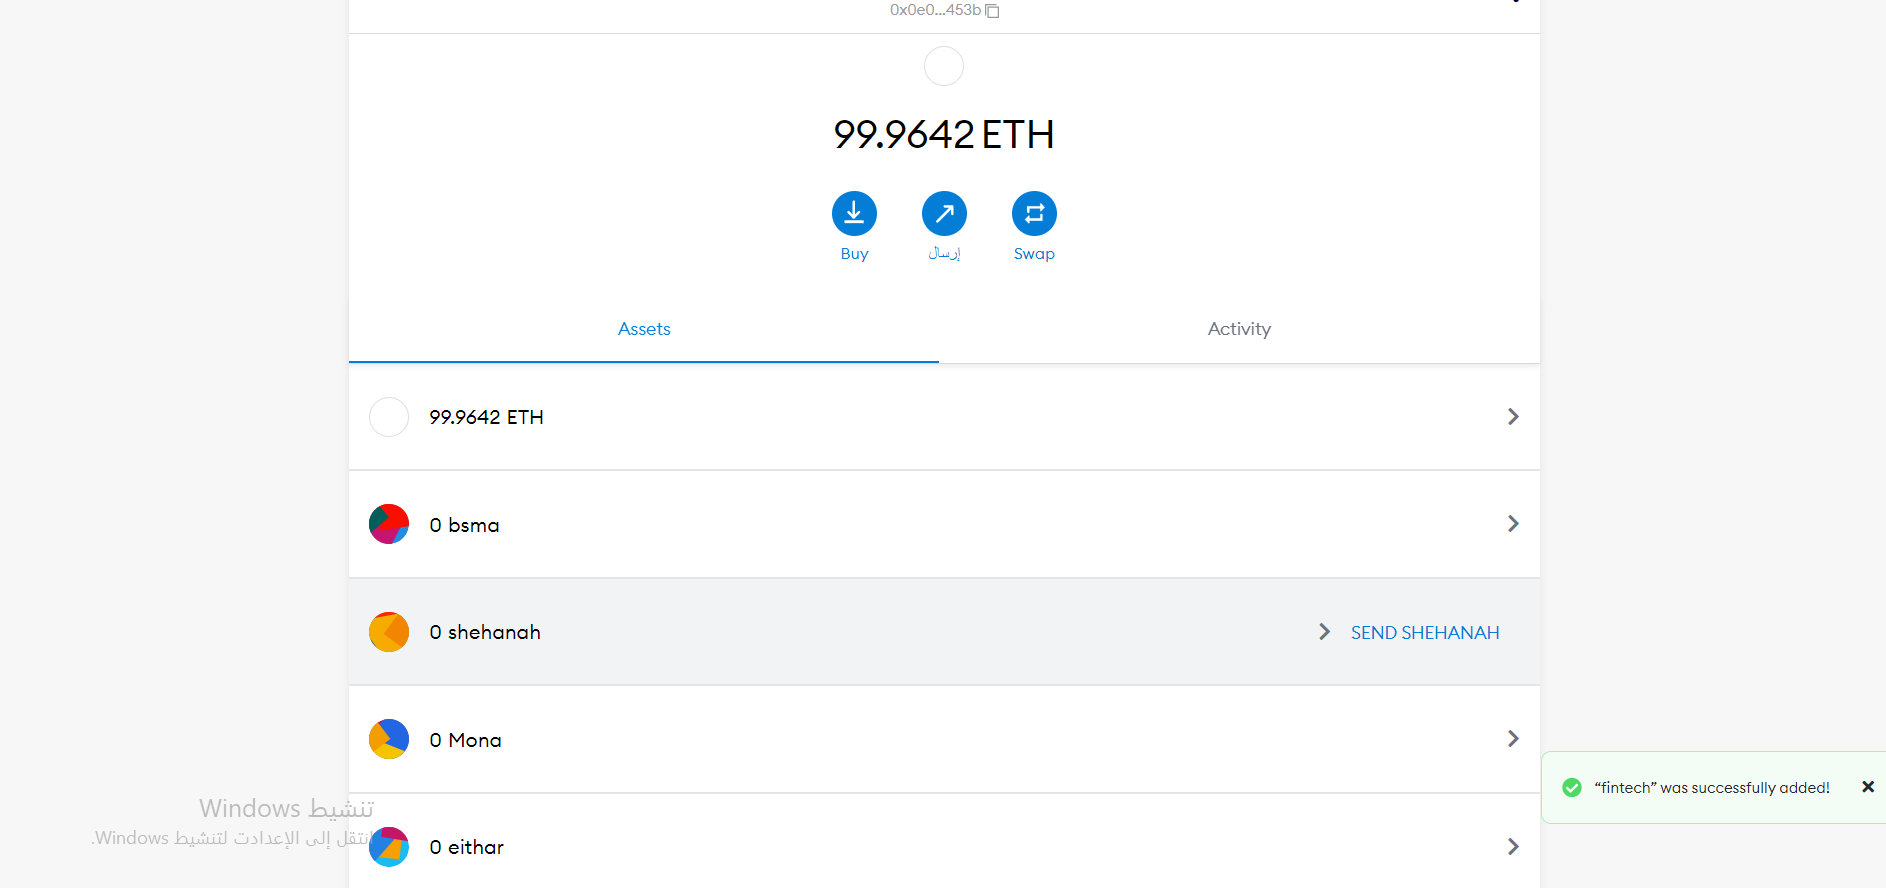 0x0e0...453b
99.9642 ETH
Buy
إرسال
Swap
Assets
Activity
99.9642 ETH
0 bsma
0 shehanah
SEND SHEHANAH
0 Mona
“fintech” was successfully added!
تنشيط Windows
انتقل إلى الإعدادت لتنشيط Windows.
0 eithar